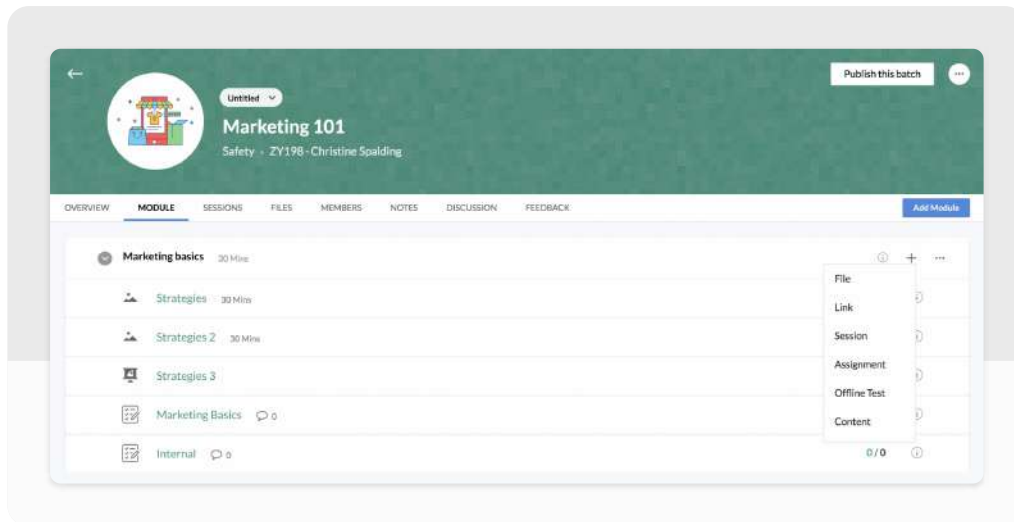 Publish this batch
Untitled
Marketing 101
Safety - ZY198 - Christine Spalding
OVERVIEW MODULE SESSIONS FILES MEMBERS NOTES DISCUSSION FEEDBACK Add Module
Marketing basics 30 Mins
File
Strategies 30 Mins
Link
Strategies 2 30 Mins
Session
Assignment
Strategies 3
Offline Test
Marketing Basics 0
Content
Internal 0 0/0